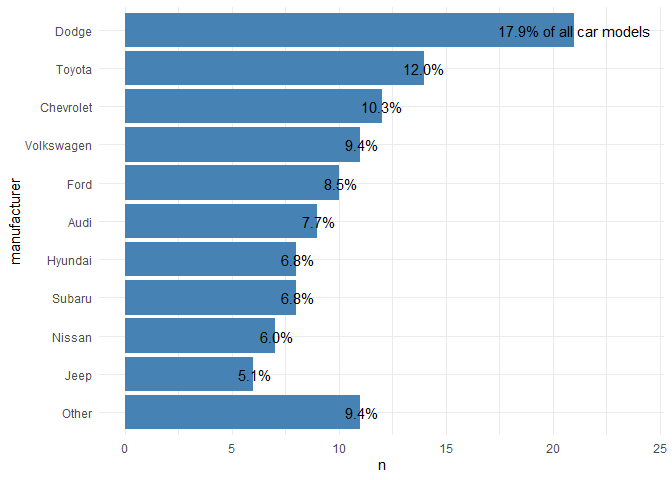 Dodge 17.9% of all car models
Toyota 12.0%
Chevrolet 10.3%
Volkswagen 9.4%
Ford 8.5%
Audi 7.7%
Hyundai 6.8%
Subaru 6.8%
Nissan 6.0%
Jeep 5.1%
Other 9.4%
manufacturer
0 5 10 15 20 25
n